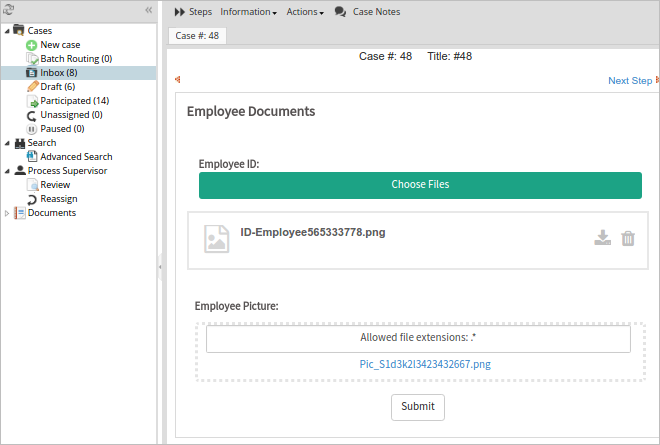 Cases
New case
Batch Routing (0)
Inbox (8)
Draft (6)
Participated (14)
Unassigned (0)
Paused (0)
Search
Advanced Search
Process Supervisor
Review
Reassign
Documents
Steps Information Actions Case Notes
Case #: 48
Case #: 48 Title: #48
Next Step
Employee Documents
Employee ID:
Choose Files
ID-Employee565333778.png
Employee Picture:
Allowed file extensions: .*
Pic_S1d3k2l3423432667.png
Submit